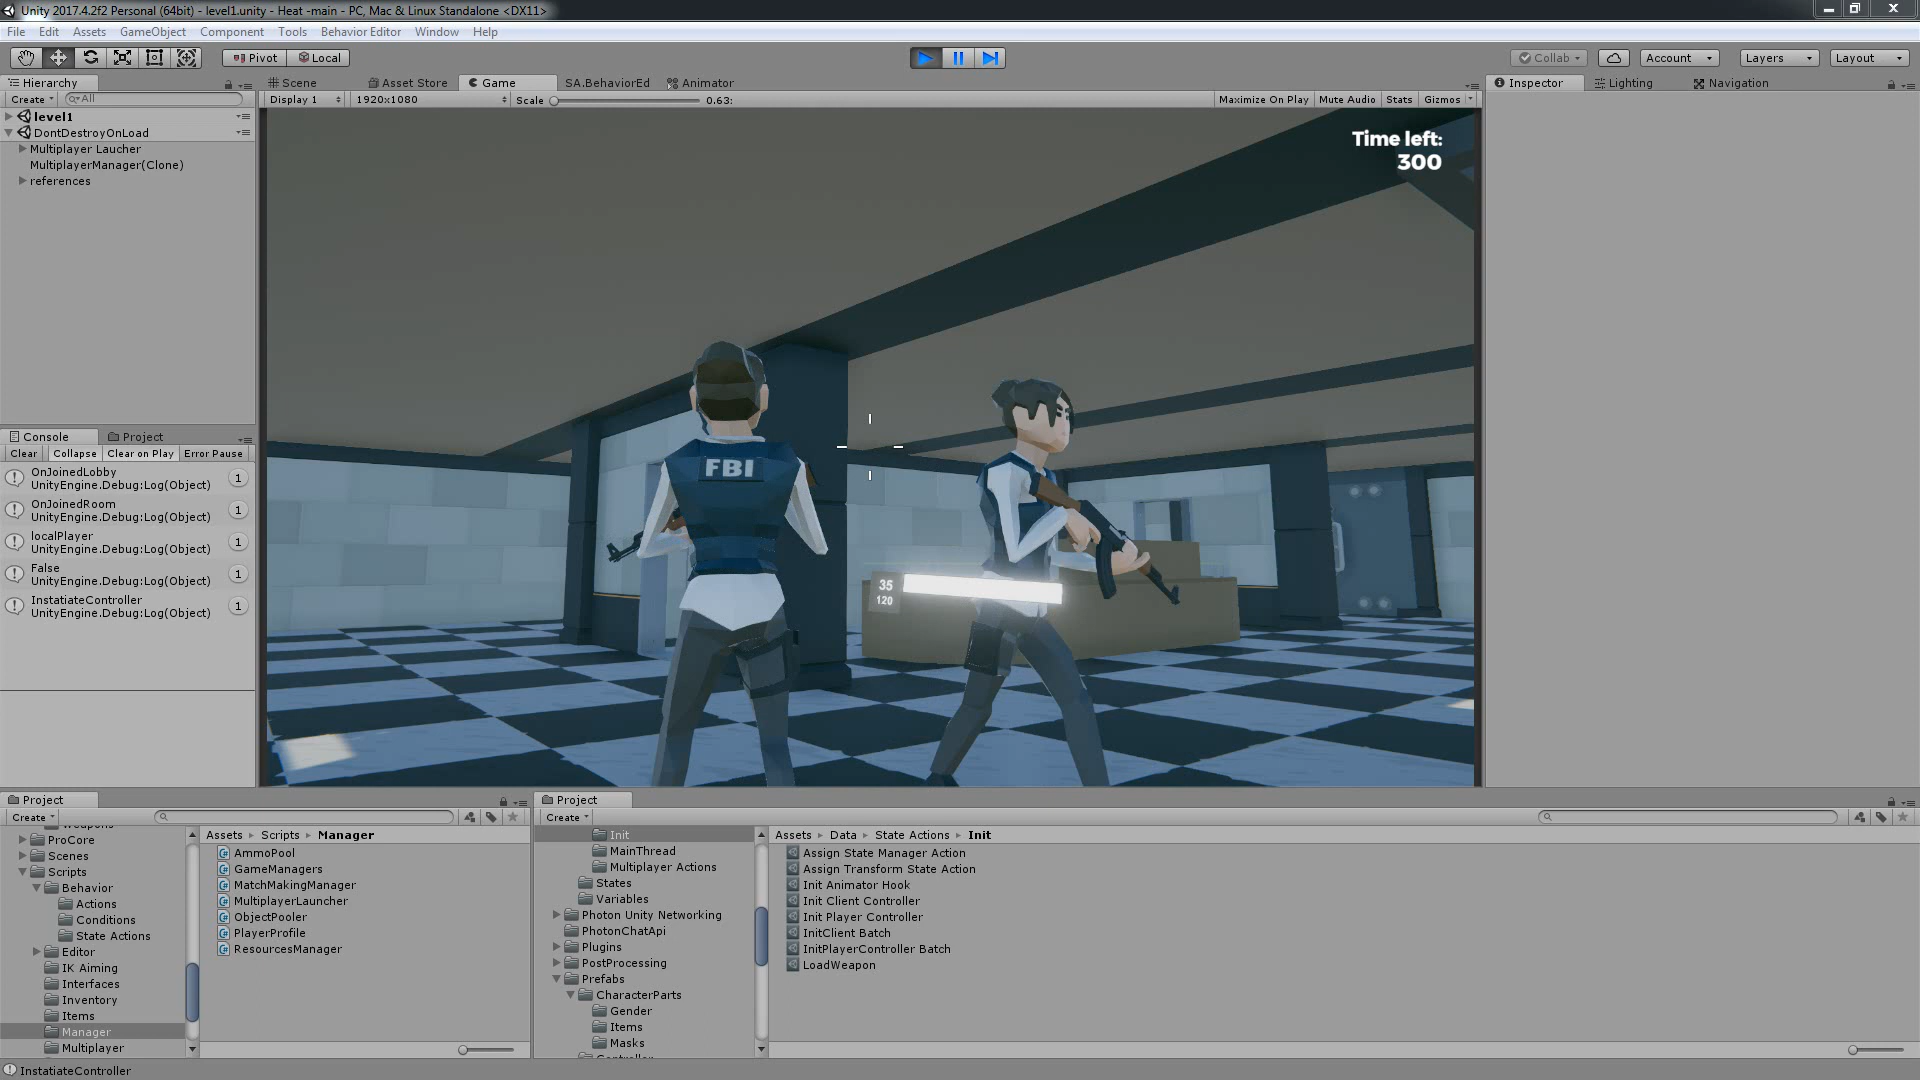 Unity 2017.4.2f2 Personal (64bit) - level1.unity - Heat -main - PC, Mac & Linux Standalone <DX11>
File Edit Assets GameObject Component Tools Behavior Editor Window Help
Pivot Local
Collab Account Layers Layout
Hierarchy
Create All
level1
DontDestroyOnLoad
Multiplayer Laucher
MultiplayerManager(Clone)
references
Scene Asset Store Game SA.BehaviorEd Animator
Display 1 1920x1080 Scale 0.63: Maximize On Play Mute Audio Stats Gizmos
Time left:
300
FBI
35
120
Inspector Lighting Navigation
Console Project
Clear Collapse Clear on Play Error Pause
OnJoinedLobby
UnityEngine.Debug:Log(Object) 1
OnJoinedRoom
UnityEngine.Debug:Log(Object) 1
localPlayer
UnityEngine.Debug:Log(Object) 1
False
UnityEngine.Debug:Log(Object) 1
InstatiateController
UnityEngine.Debug:Log(Object) 1
Project
Create
Weapons
ProCore
Scenes
Scripts
Behavior
Actions
Conditions
State Actions
Editor
IK Aiming
Interfaces
Inventory
Items
Manager
Multiplayer
Assets Scripts Manager
AmmoPool
GameManagers
MatchMakingManager
MultiplayerLauncher
ObjectPooler
PlayerProfile
ResourcesManager
Project
Create
Init
MainThread
Multiplayer Actions
States
Variables
Photon Unity Networking
PhotonChatApi
Plugins
PostProcessing
Prefabs
CharacterParts
Gender
Items
Masks
Assets Data State Actions Init
Assign State Manager Action
Assign Transform State Action
Init Animator Hook
Init Client Controller
Init Player Controller
InitClient Batch
InitPlayerController Batch
LoadWeapon
InstatiateController